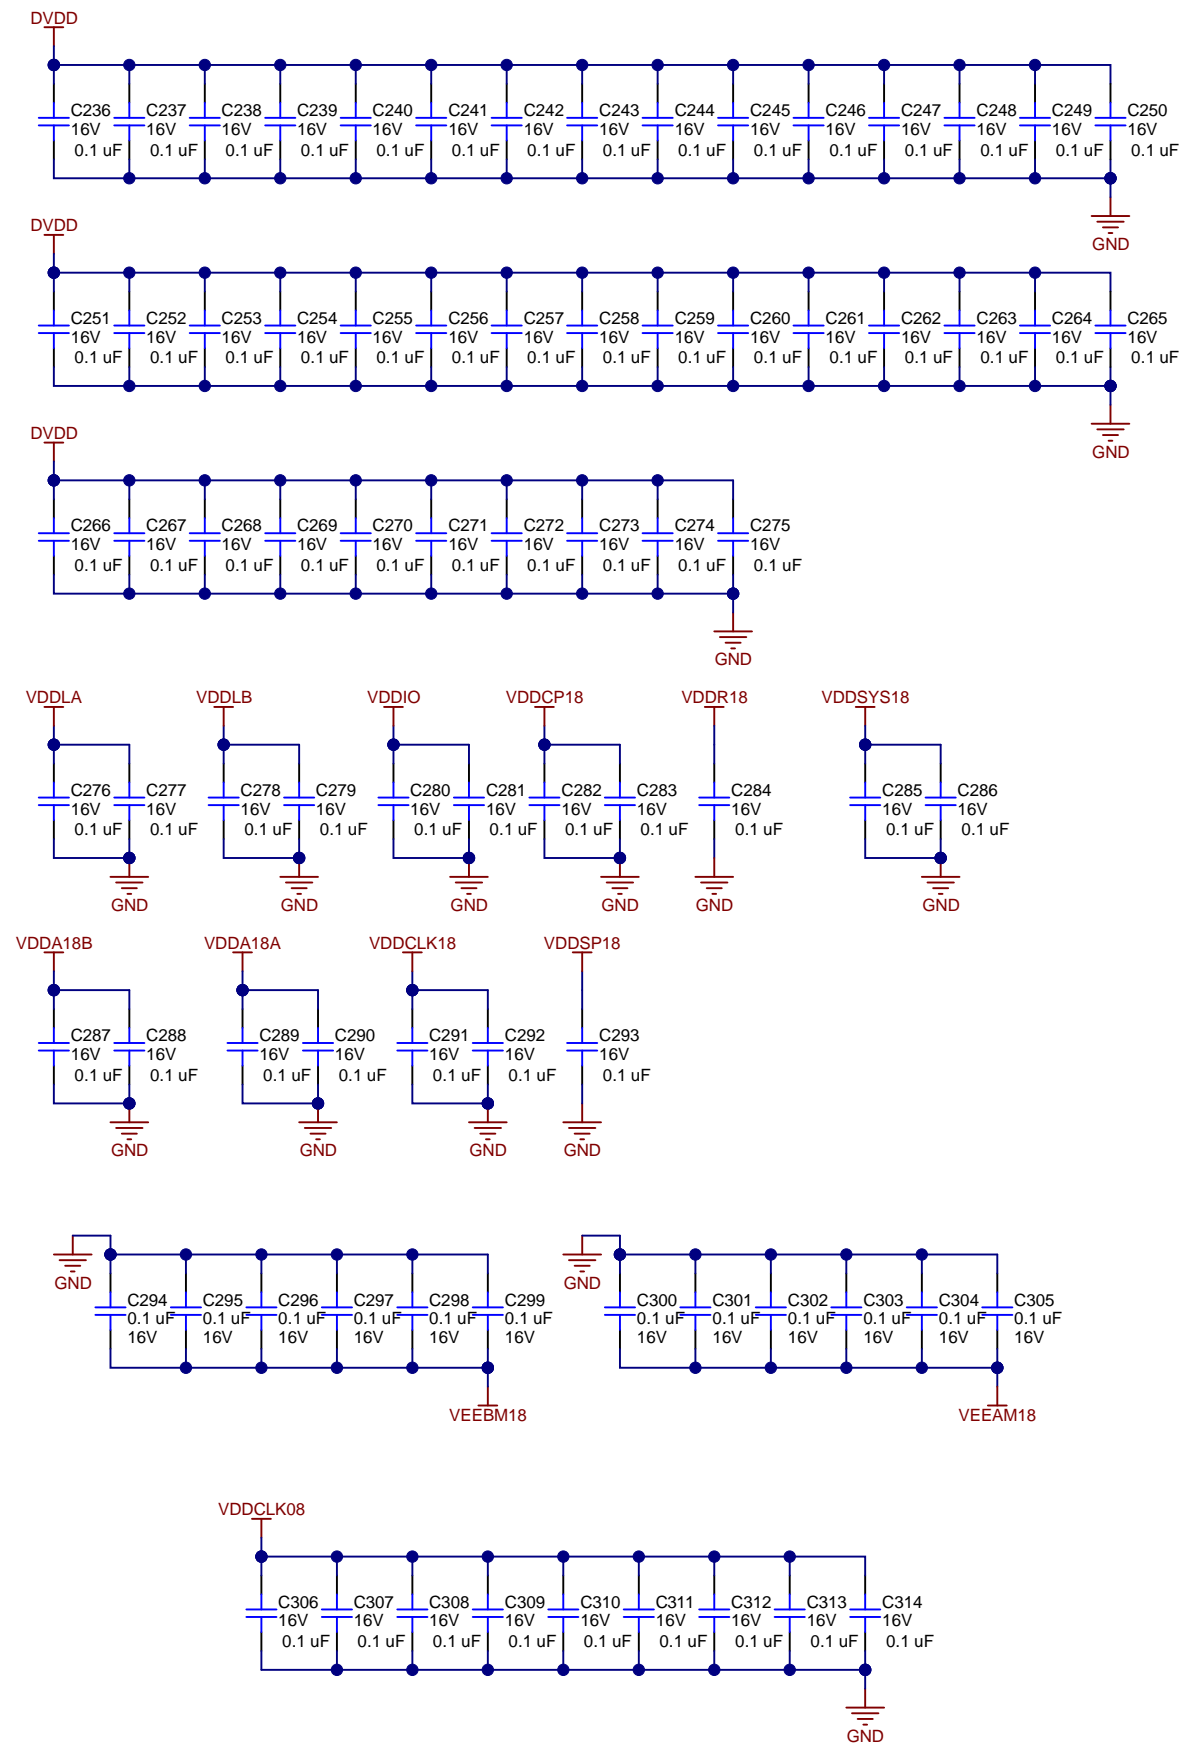 DVDD
C236 C237 C238 C239 C240 C241 C242 C243 C244 C245 C246 C247 C248 C249 C250
16V 16V 16V 16V 16V 16V 16V 16V 16V 16V 16V 16V 16V 16V 16V
0.1 uF 0.1 uF 0.1 uF 0.1 uF 0.1 uF 0.1 uF 0.1 uF 0.1 uF 0.1 uF 0.1 uF 0.1 uF 0.1 uF 0.1 uF 0.1 uF 0.1 uF
GND
DVDD
C251 C252 C253 C254 C255 C256 C257 C258 C259 C260 C261 C262 C263 C264 C265
16V 16V 16V 16V 16V 16V 16V 16V 16V 16V 16V 16V 16V 16V 16V
0.1 uF 0.1 uF 0.1 uF 0.1 uF 0.1 uF 0.1 uF 0.1 uF 0.1 uF 0.1 uF 0.1 uF 0.1 uF 0.1 uF 0.1 uF 0.1 uF 0.1 uF
GND
DVDD
C266 C267 C268 C269 C270 C271 C272 C273 C274 C275
16V 16V 16V 16V 16V 16V 16V 16V 16V 16V
0.1 uF 0.1 uF 0.1 uF 0.1 uF 0.1 uF 0.1 uF 0.1 uF 0.1 uF 0.1 uF 0.1 uF
GND
VDDLA VDDLB VDDIO VDDCP18 VDDR18 VDDSYS18
C276 C277 C278 C279 C280 C281 C282 C283 C284 C285 C286
16V 16V 16V 16V 16V 16V 16V 16V 16V 16V 16V
0.1 uF 0.1 uF 0.1 uF 0.1 uF 0.1 uF 0.1 uF 0.1 uF 0.1 uF 0.1 uF 0.1 uF 0.1 uF
GND GND GND GND GND GND
VDDA18B VDDA18A VDDCLK18 VDDSP18
C287 C288 C289 C290 C291 C292 C293
16V 16V 16V 16V 16V 16V 16V
0.1 uF 0.1 uF 0.1 uF 0.1 uF 0.1 uF 0.1 uF 0.1 uF
GND GND GND GND
GND GND
C294 C295 C296 C297 C298 C299 C300 C301 C302 C303 C304 C305
0.1 uF 0.1 uF 0.1 uF 0.1 uF 0.1 uF 0.1 uF 0.1 uF 0.1 uF 0.1 uF 0.1 uF 0.1 uF 0.1 uF
16V 16V 16V 16V 16V 16V 16V 16V 16V 16V 16V 16V
VEEBM18 VEEAM18
VDDCLK08
C306 C307 C308 C309 C310 C311 C312 C313 C314
16V 16V 16V 16V 16V 16V 16V 16V 16V
0.1 uF 0.1 uF 0.1 uF 0.1 uF 0.1 uF 0.1 uF 0.1 uF 0.1 uF 0.1 uF
GND